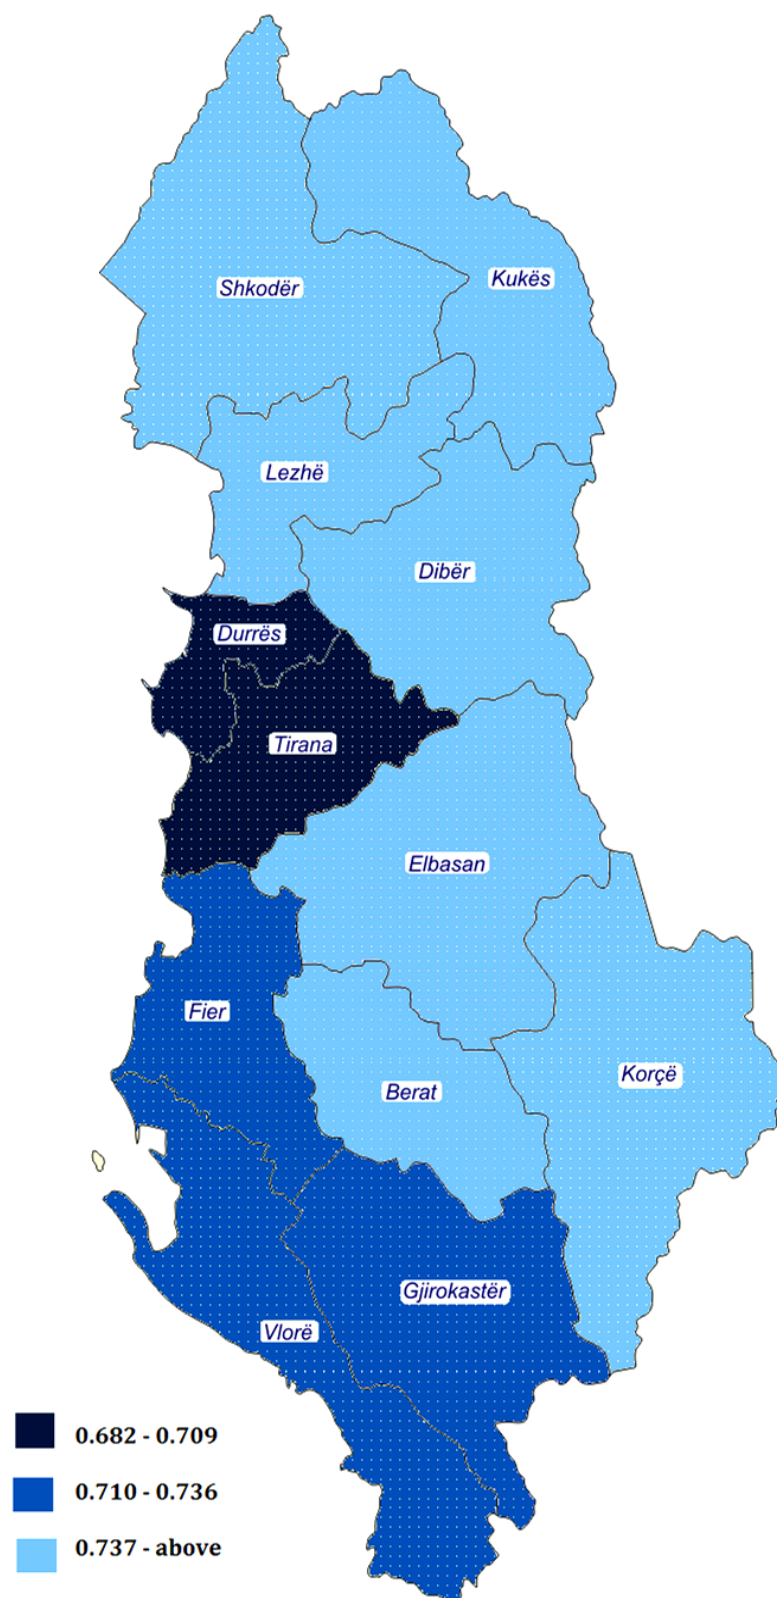 Kukës
Shkodër
Lezhë
Dibër
Durrës
Tirana
Elbasan
Fier
Korçë
Berat
Gjirokastër
Vlorë
0.682 - 0.709
0.710 - 0.736
0.737 - above